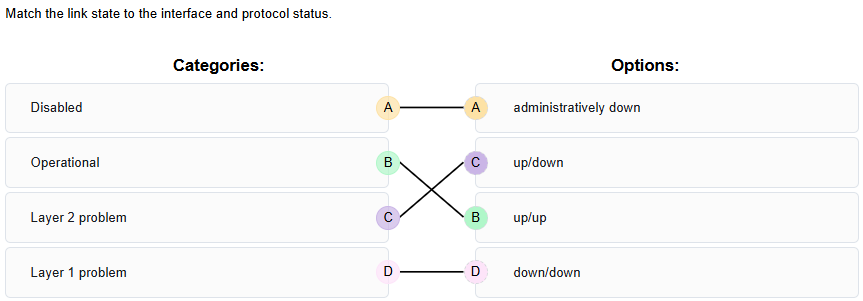 Match the link state to the interface and protocol status.
Categories: Options:
Disabled A A administratively down
Operational B C up/down
Layer 2 problem C B up/up
Layer 1 problem D D down/down